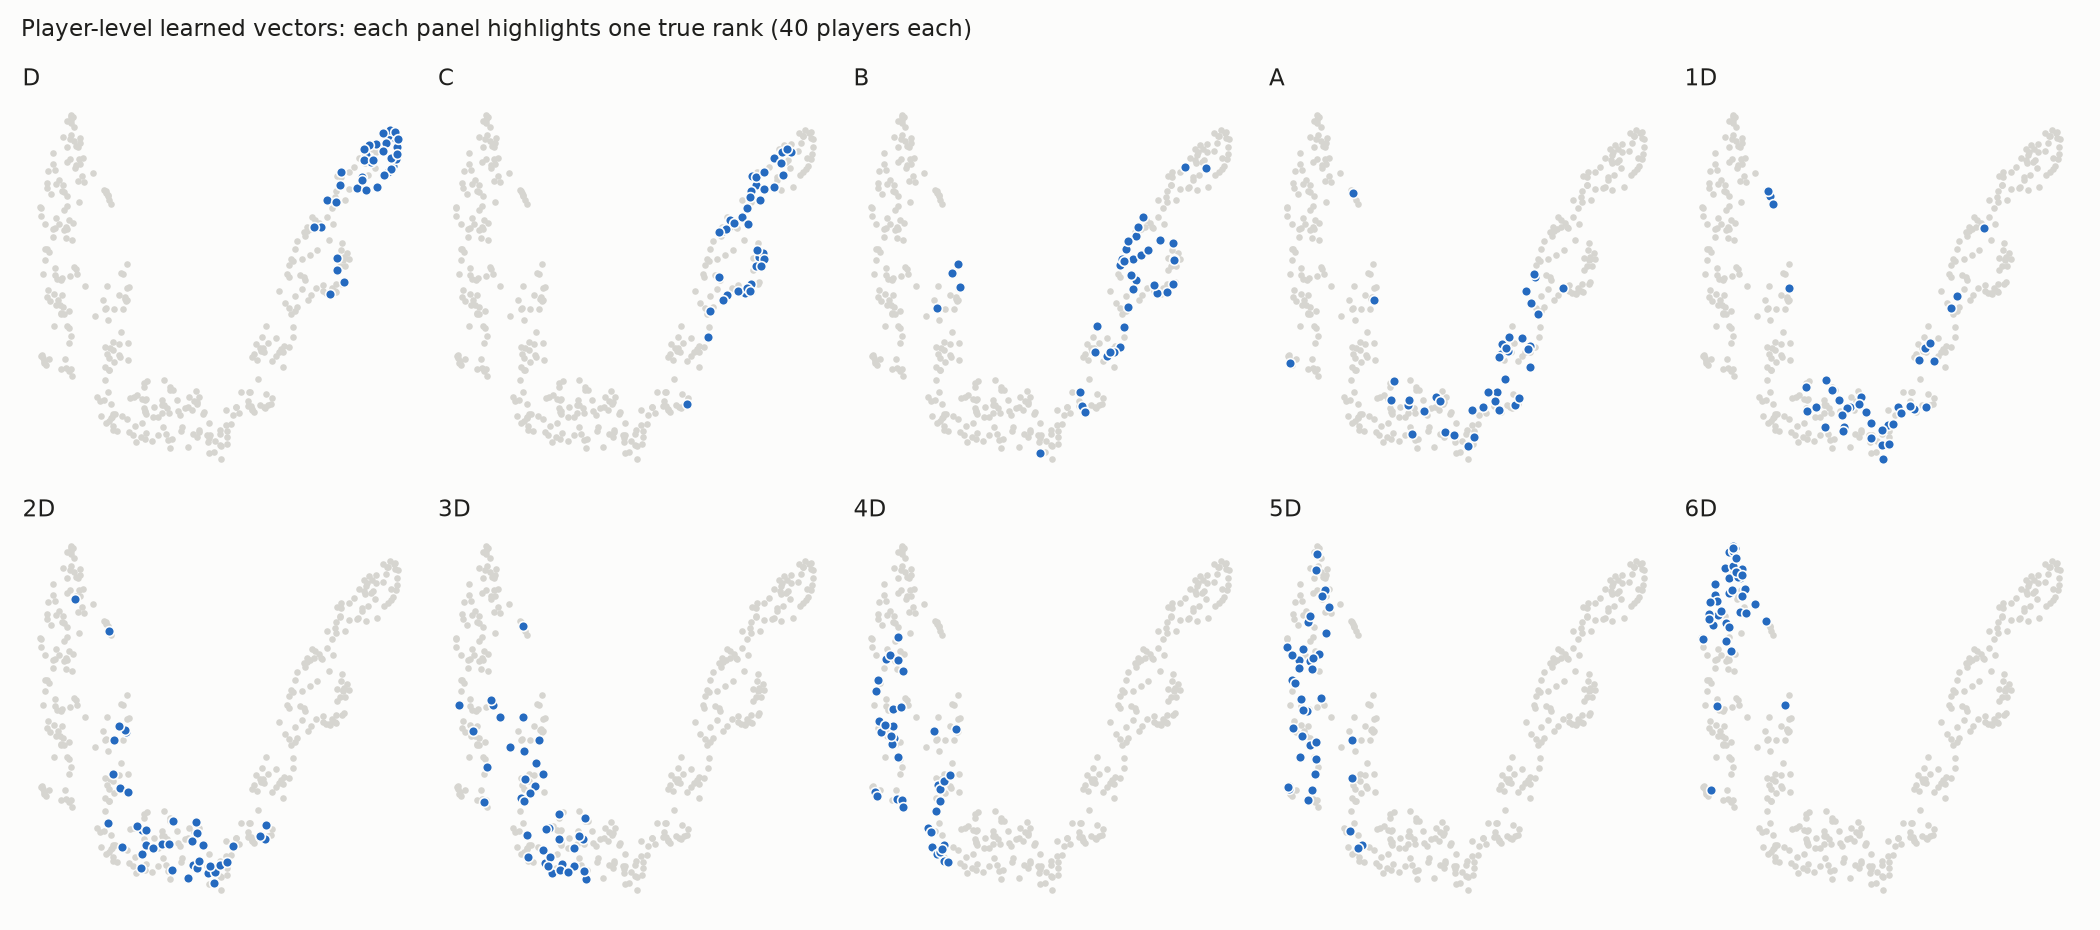 Player-level learned vectors: each panel highlights one true rank (40 players each)
D
C
B
A
1D
2D
3D
4D
5D
6D